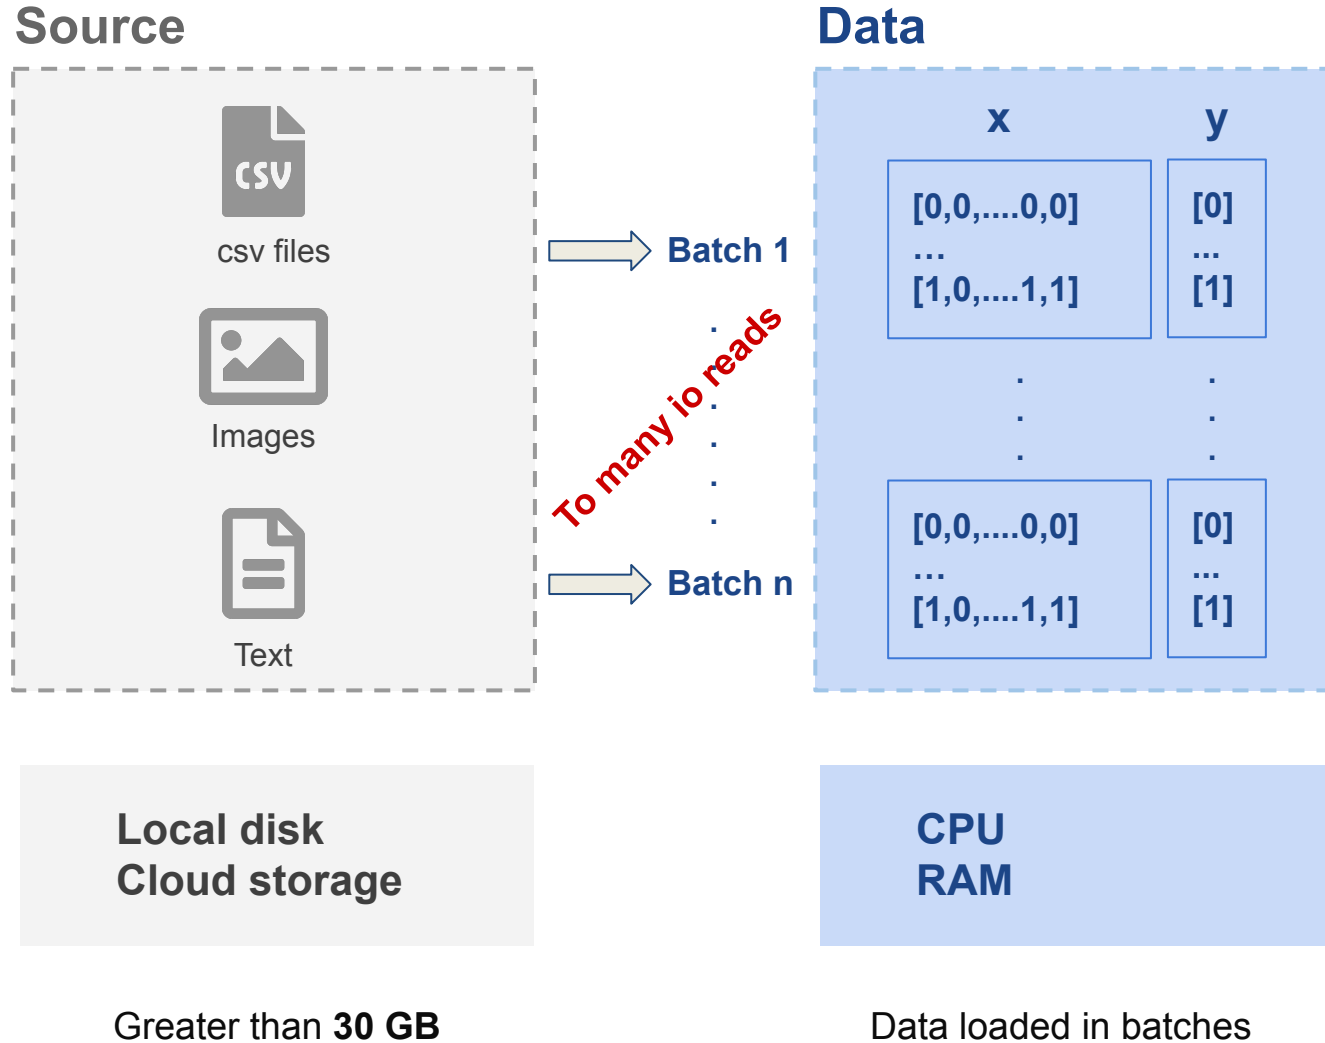 Source
CSV
csv files
Images
Text
Local disk
Cloud storage
Greater than 30 GB
Batch 1
.
.
.
.
.
.
To many io reads
Batch n
Data
x y
[0,0,....0,0] [0]
... ...
[1,0,....1,1] [1]
. .
. .
. .
[0,0,....0,0] [0]
... ...
[1,0,....1,1] [1]
CPU
RAM
Data loaded in batches